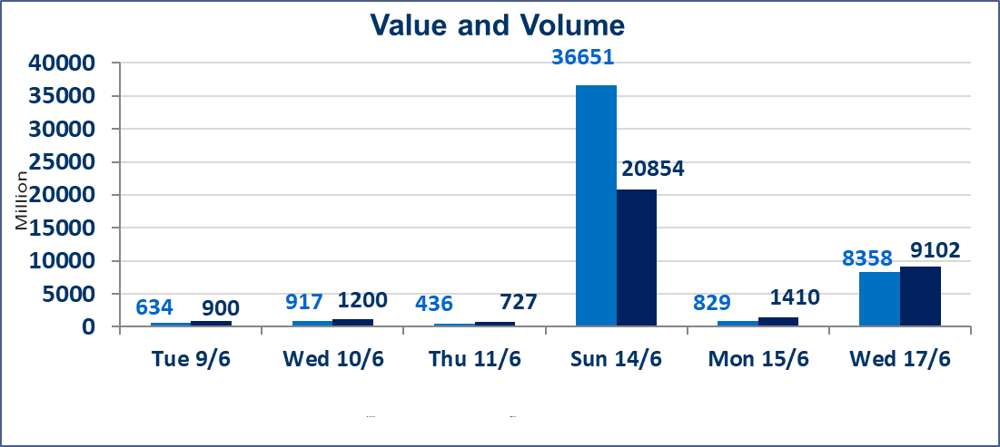 Value and Volume
Million
40000
35000
30000
25000
20000
15000
10000
5000
0
634
900
917
1200
436
727
36651
20854
829
1410
8358
9102
Tue 9/6
Wed 10/6
Thu 11/6
Sun 14/6
Mon 15/6
Wed 17/6